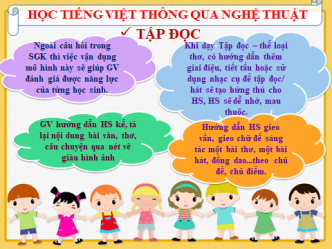 HỌC TIẾNG VIỆT THÔNG QUA NGHỆ THUẬT
✓ TẬP ĐỌC
Ngoài câu hỏi trong
SGK thì việc vận dụng
mô hình này sẽ giúp GV
đánh giá được năng lực
của từng học sinh.
Khi dạy Tập đọc – thể loại
thơ, có hướng dẫn thêm
giai điệu, tiết tấu hoặc sử
dụng nhạc cụ để tập đọc/
hát sẽ tạo hứng thú cho
HS, HS sẽ dễ nhớ, mau
thuộc.
GV hướng dẫn HS kể, tả
lại nội dung bài văn, thơ,
câu chuyện qua nét vẽ
giàu hình ảnh
Hướng dẫn HS gieo
vần, gieo chữ để sáng
tác một bài thơ, một bài
hát, đồng dao...theo chủ
đề, chủ điểm.